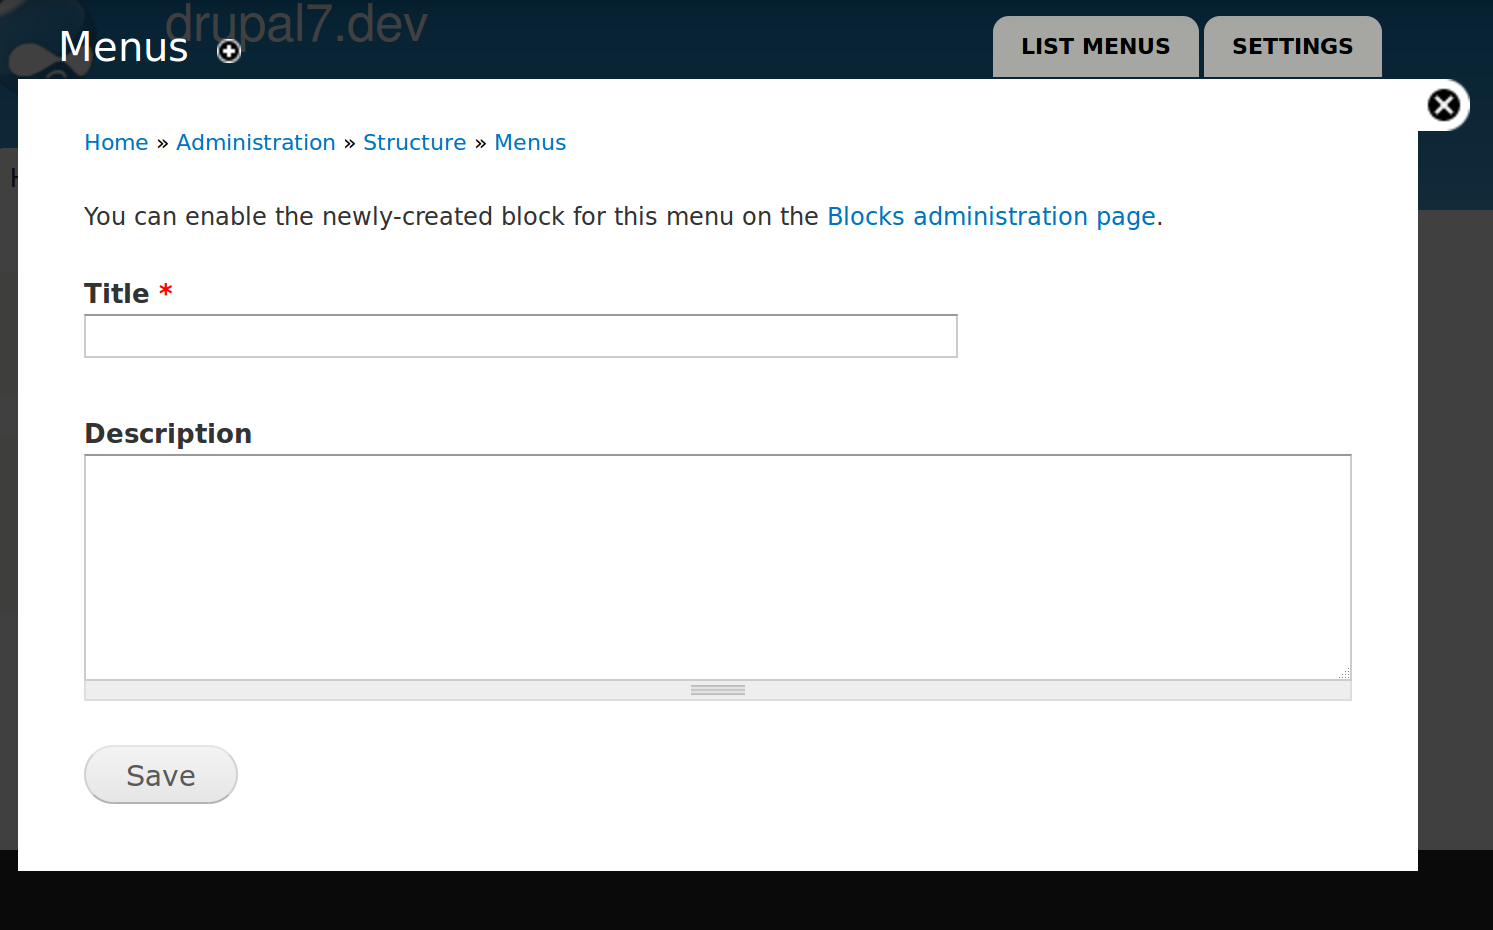 drupal7.dev
Menus
LIST MENUS
SETTINGS
Home » Administration » Structure » Menus
You can enable the newly-created block for this menu on the Blocks administration page.
Title *
Description
Save